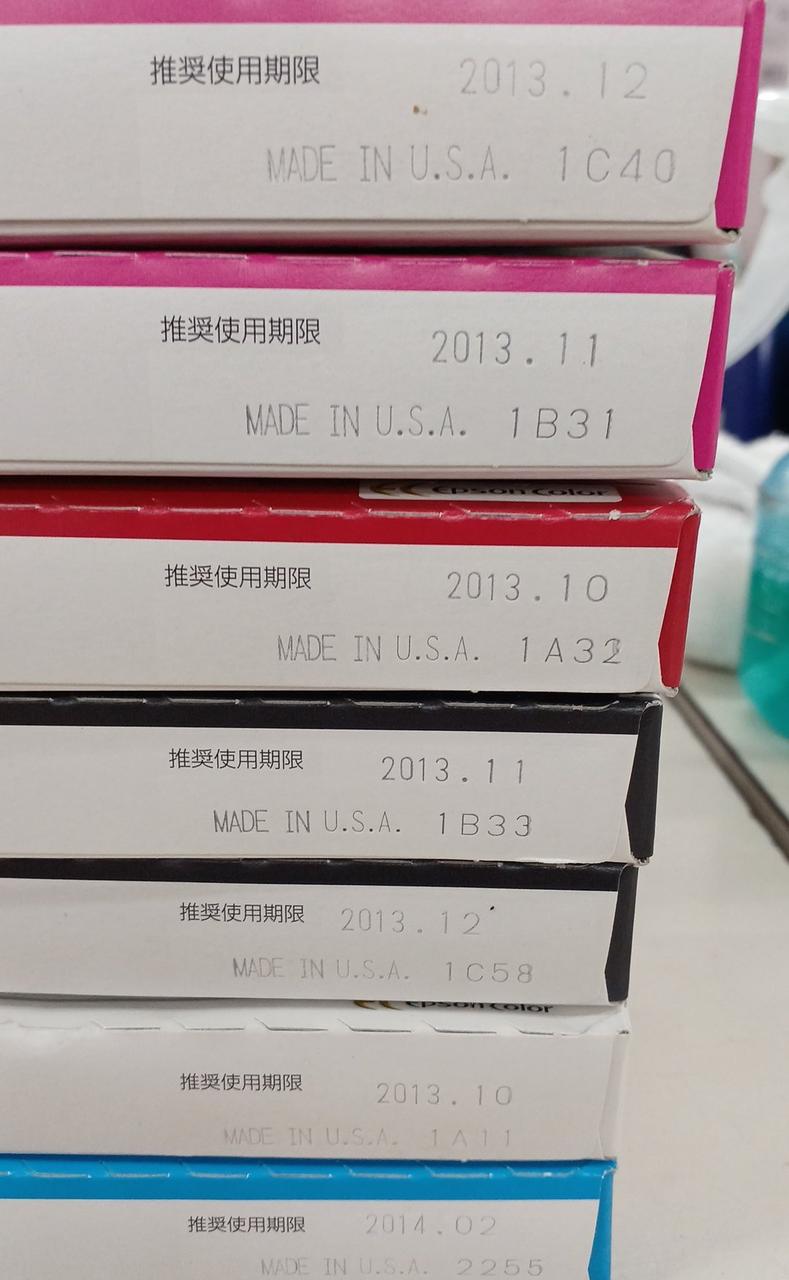 推奨使用期限 2013.12
MADE IN U.S.A. 1C40
推奨使用期限 2013.11
MADE IN U.S.A. 1B31
Epson Color
推奨使用期限 2013.10
MADE IN U.S.A. 1A32
推奨使用期限 2013.11
MADE IN U.S.A. 1B33
推奨使用期限 2013.12
MADE IN U.S.A. 1C58
Epson Color
推奨使用期限 2013.10
MADE IN U.S.A. 1A11
推奨使用期限 2014.02
MADE IN U.S.A. 2255